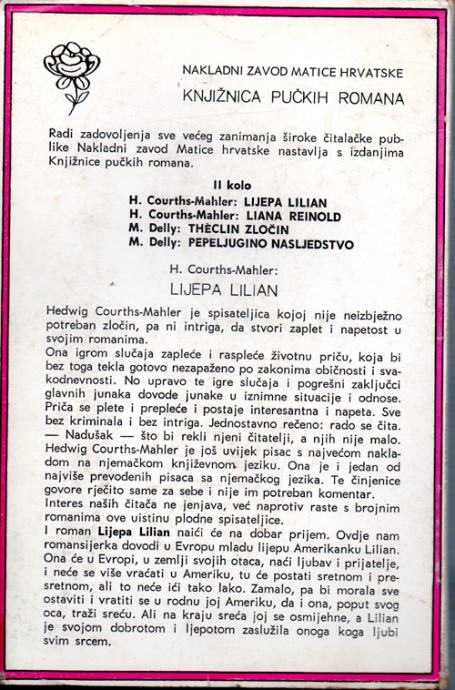 NAKLADNI ZAVOD MATICE HRVATSKE
KNJIŽNICA PUČKIH ROMANA
Radi zadovoljenja sve većeg zanimanja široke čitalačke pub-
like Nakladni zavod Matice hrvatske nastavlja s izdanjima
Knjižnice pučkih romana.
II kolo
H. Courths-Mahler: LIJEPA LILIAN
H. Courths-Mahler: LIANA REINOLD
M. Delly: THÈCLIN ZLOČIN
M. Delly: PEPELJUGINO NASLJEDSTVO
H. Courths-Mahler:
LIJEPA LILIAN
Hedwig Courths-Mahler je spisateljica kojoj nije neizbježno
potreban zločin, pa ni intriga, da stvori zaplet i napetost u
svojim romanima.
Ona igrom slučaja zapleće i raspleće životnu priču, koja bi
bez toga tekla gotovo nezapaženo po zakonima običnosti i sva-
kodnevnosti. No upravo te igre slučaja i pogrešni zaključci
glavnih junaka dovode junake u iznimne situacije i odnose.
Priča se plete i prepleće i postaje interesantna i napeta. Sve
bez kriminala i bez intriga. Jednostavno rečeno: rado se čita.
— Nadušak — što bi rekli njeni čitatelji, a njih nije malo.
Hedwig Courths-Mahler je još uvijek pisac s najvećom nakla-
dom na njemačkom književnom jeziku. Ona je i jedan od
najviše prevođenih pisaca sa njemačkog jezika. Te činjenice
govore rječito same za sebe i nije im potreban komentar.
Interes naših čitača ne jenjava, već naprotiv raste s brojnim
romanima ove uistinu plodne spisateljice.
I roman Lijepa Lilian naići će na dobar prijem. Ovdje nam
romansijerka dovodi u Evropu mladu lijepu Amerikanku Lilian.
Ona će u Evropi, u zemlji svojih otaca, naći ljubav i prijatelje,
i neće se više vraćati u Ameriku, tu će postati sretnom i pre-
sretnom, ali to neće ići tako lako. Zamalo, pa bi morala sve
ostaviti i vratiti se u rodnu joj Ameriku, da i ona, poput svog
oca, traži sreću. Ali na kraju sreća joj se osmijehne, a Lilian
je svojom dobrotom i ljepotom zaslužila onoga koga ljubi
svim srcem.